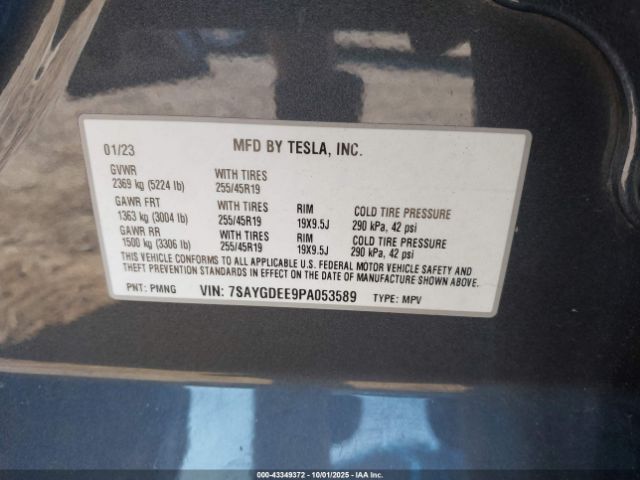 01/23 MFD BY TESLA, INC.
GVWR WITH TIRES
2369 kg (5224 lb) 255/45R19
GAWR FRT WITH TIRES RIM COLD TIRE PRESSURE
1363 kg (3004 lb) 255/45R19 19X9.5J 290 kPa, 42 psi
GAWR RR WITH TIRES RIM COLD TIRE PRESSURE
1500 kg (3306 lb) 255/45R19 19X9.5J 290 kPa, 42 psi
THIS VEHICLE CONFORMS TO ALL APPLICABLE U.S. FEDERAL MOTOR VEHICLE SAFETY AND
THEFT PREVENTION STANDARDS IN EFFECT ON THE DATE OF MANUFACTURE SHOWN ABOVE.
PNT: PMNG VIN: 7SAYGDEE9PA053589 TYPE: MPV
000-43349372 - 10/01/2025 - IAA Inc.